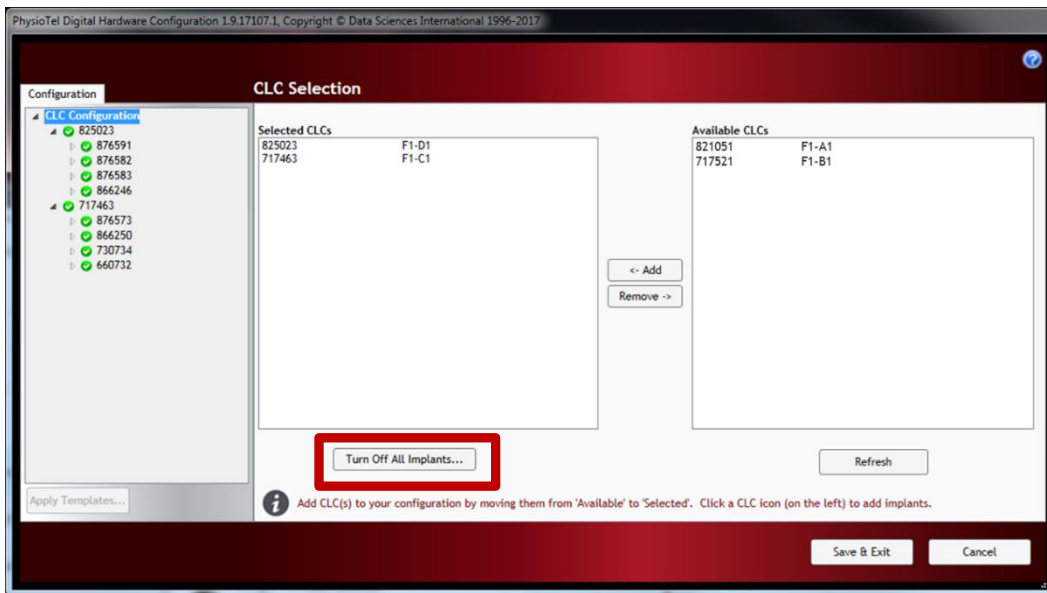 PhysioTel Digital Hardware Configuration 1.9.17107.1, Copyright © Data Sciences International 1996-2017
Configuration
CLC Selection
CLC Configuration
825023
876591
876582
876583
866246
717463
876573
866250
730734
660732
Selected CLCs
825023 F1-D1
717463 F1-C1
<- Add
Remove ->
Available CLCs
821051 F1-A1
717521 F1-B1
Turn Off All Implants...
Refresh
Apply Templates...
Add CLC(s) to your configuration by moving them from 'Available' to 'Selected'. Click a CLC icon (on the left) to add implants.
Save & Exit
Cancel